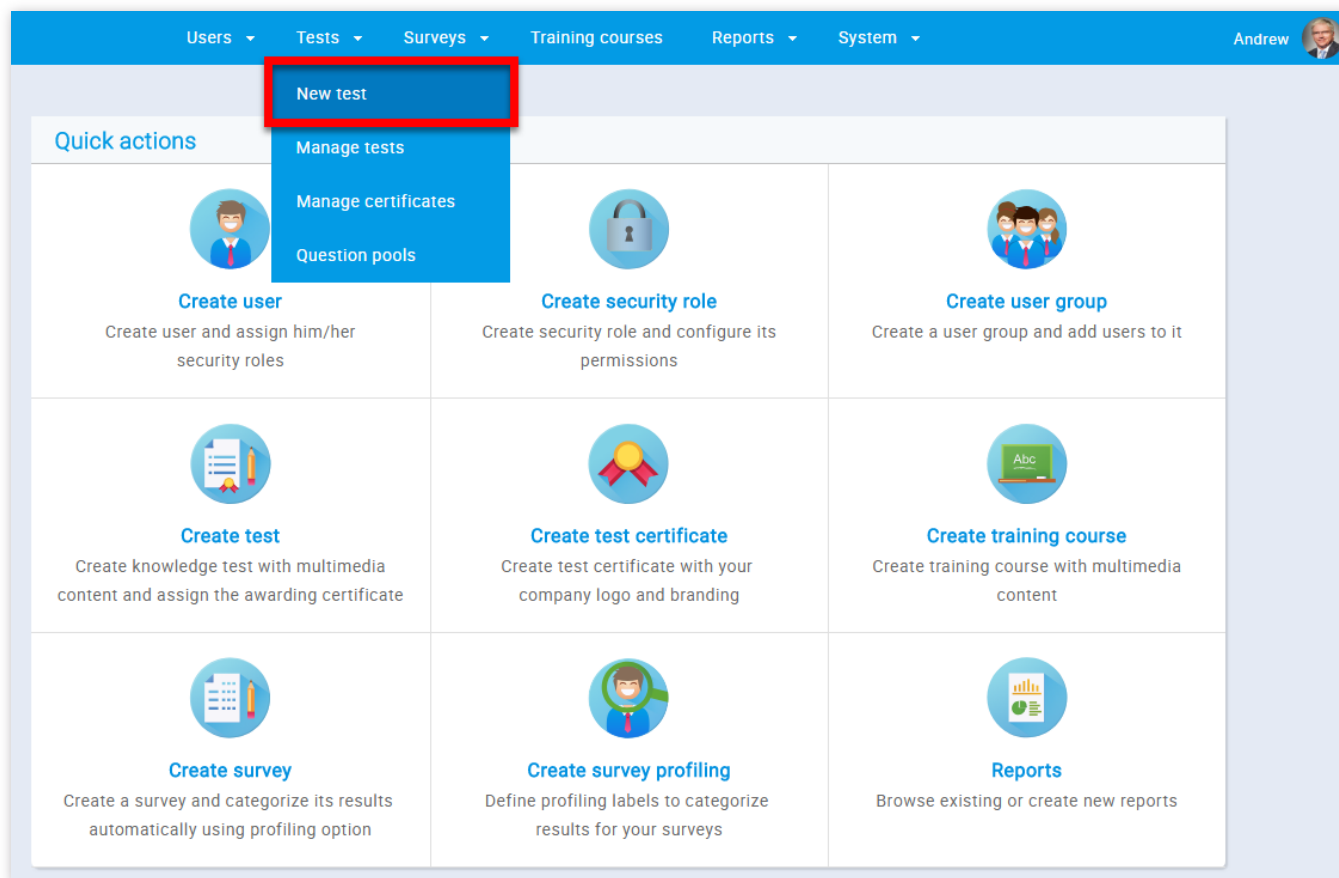 Users Tests Surveys Training courses Reports System Andrew
New test
Manage tests
Manage certificates
Question pools
Quick actions
Create user
Create user and assign him/her
security roles
Create security role
Create security role and configure its
permissions
Create user group
Create a user group and add users to it
Create test
Create knowledge test with multimedia
content and assign the awarding certificate
Create test certificate
Create test certificate with your
company logo and branding
Abc
Create training course
Create training course with multimedia
content
Create survey
Create a survey and categorize its results
automatically using profiling option
Create survey profiling
Define profiling labels to categorize
results for your surveys
Reports
Browse existing or create new reports